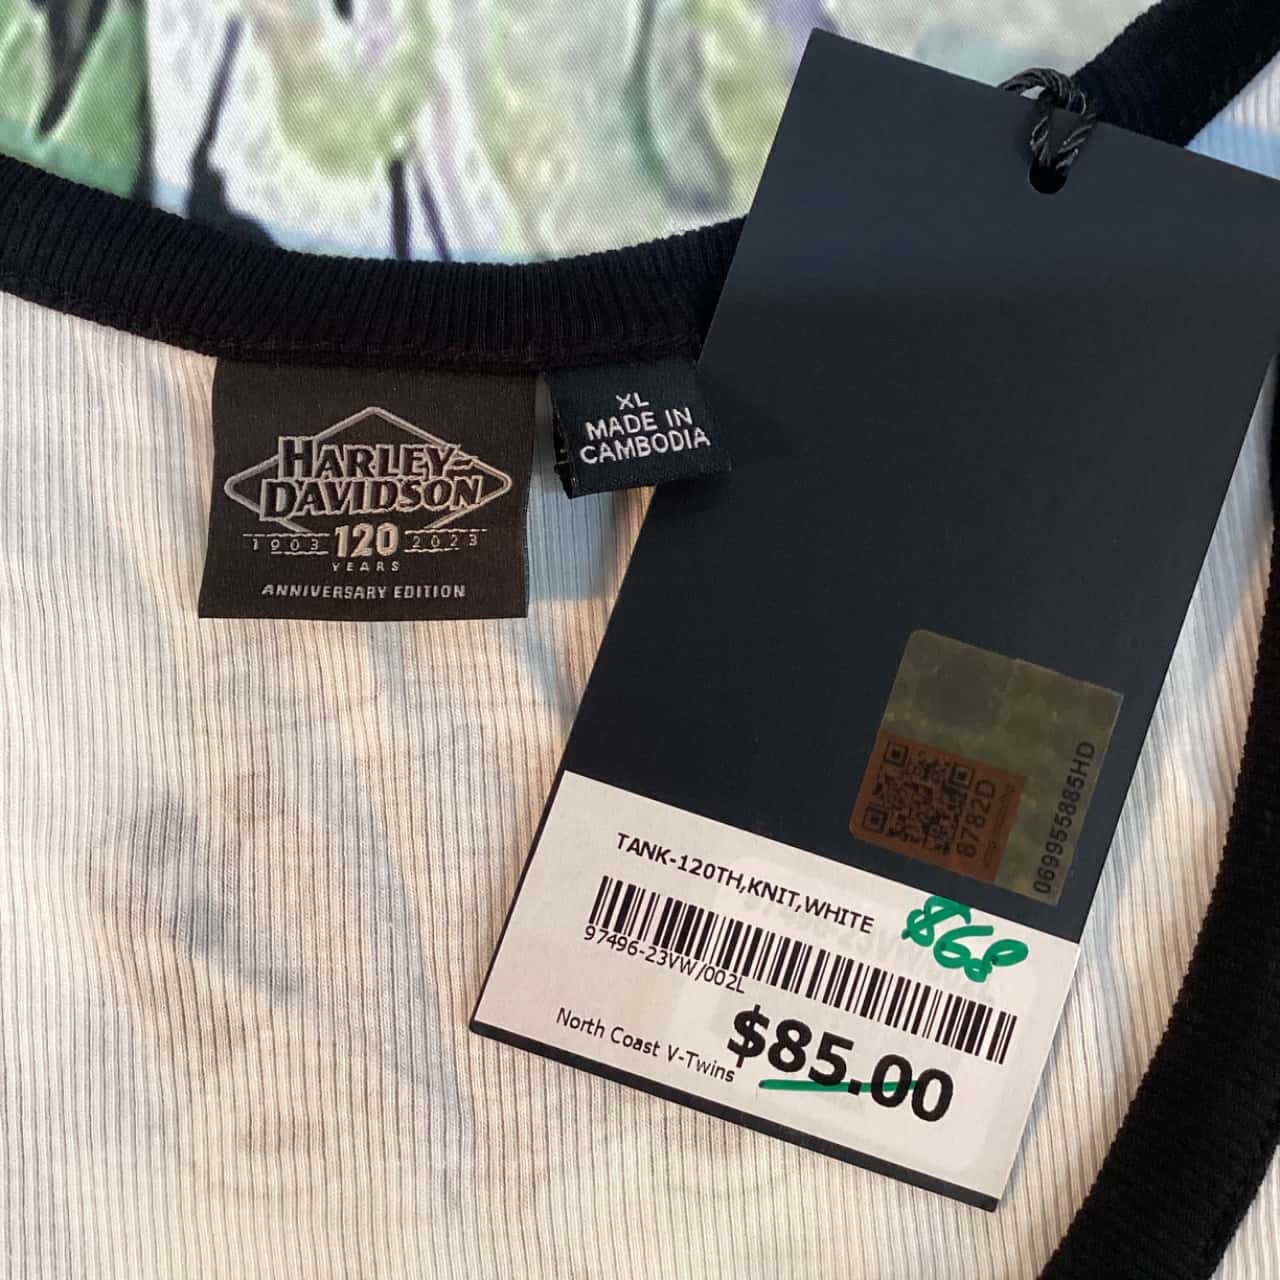 HARLEY-
DAVIDSON
1903 120 2023
YEARS
ANNIVERSARY EDITION
XL
MADE IN
CAMBODIA
8782D
069955885HD
TANK-120TH,KNIT,WHITE
$68
97496-23VW/002L
$85.00
North Coast V-Twins